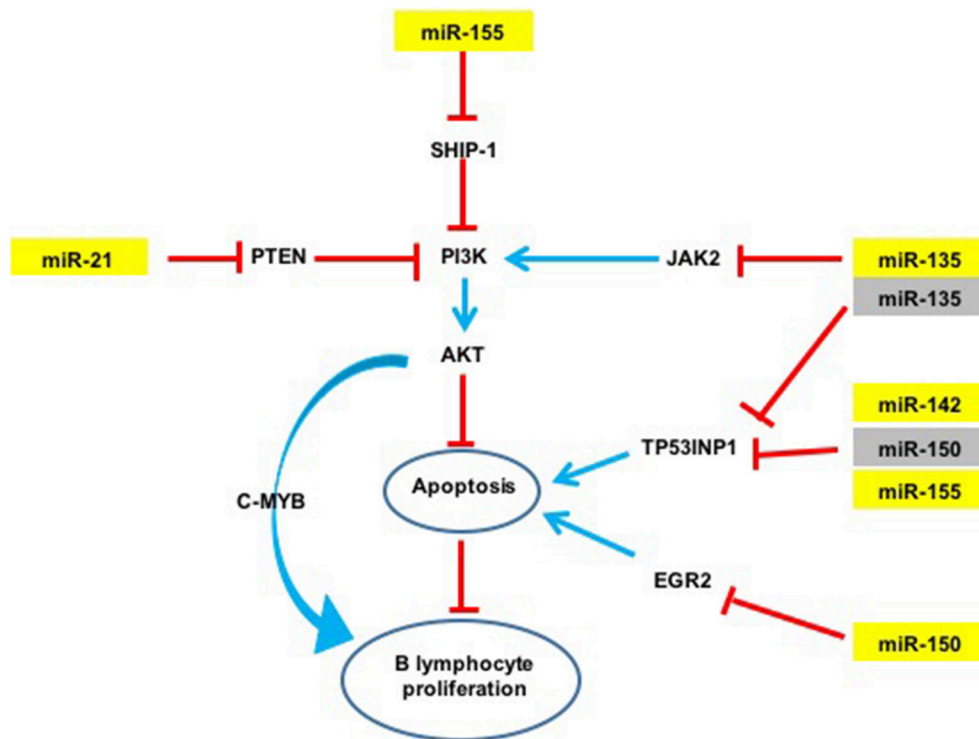 miR-155
SHIP-1
miR-21
PTEN
PI3K
JAK2
miR-135
miR-135
AKT
miR-142
TP53INP1
miR-150
miR-155
Apoptosis
C-MYB
EGR2
miR-150
B lymphocyte
proliferation